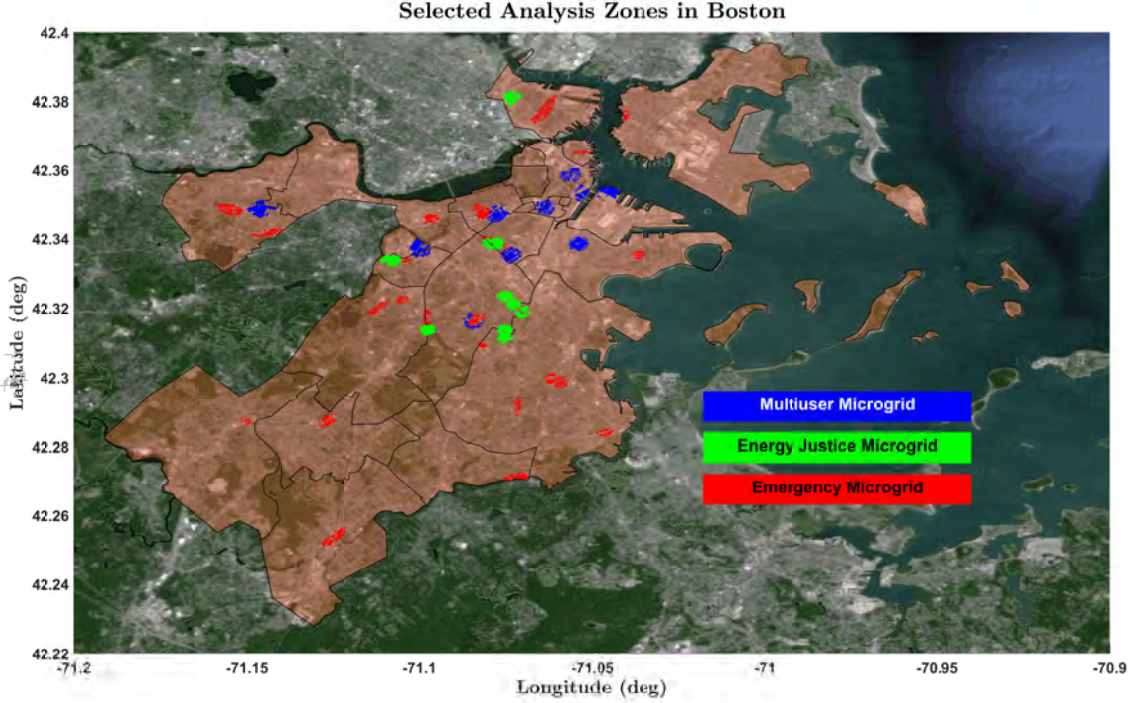 Selected Analysis Zones in Boston
42.4
42.38
42.36
42.34
42.32
42.3
42.28
42.26
42.24
42.22
Latitude (deg)
Multiuser Microgrid
Energy Justice Microgrid
Emergency Microgrid
-71.2
-71.15
-71.1
-71.05
-71
-70.95
-70.9
Longitude (deg)